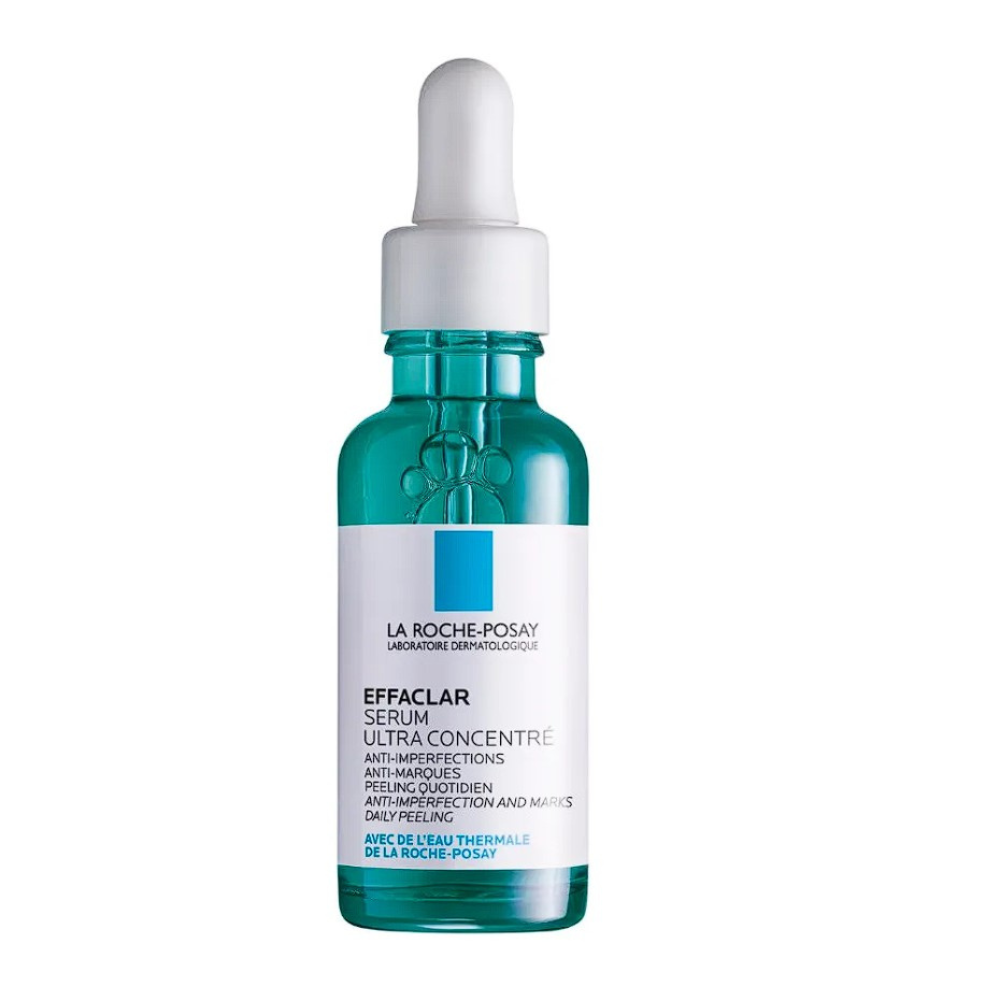 LA ROCHE-POSAY
LABORATOIRE DERMATOLOGIQUE
EFFACLAR
SERUM
ULTRA CONCENTRÉ
ANTI-IMPERFECTIONS
ANTI-MARQUES
PEELING QUOTIDIEN
ANTI-IMPERFECTION AND MARKS
DAILY PEELING
AVEC DE L'EAU THERMALE
DE LA ROCHE-POSAY